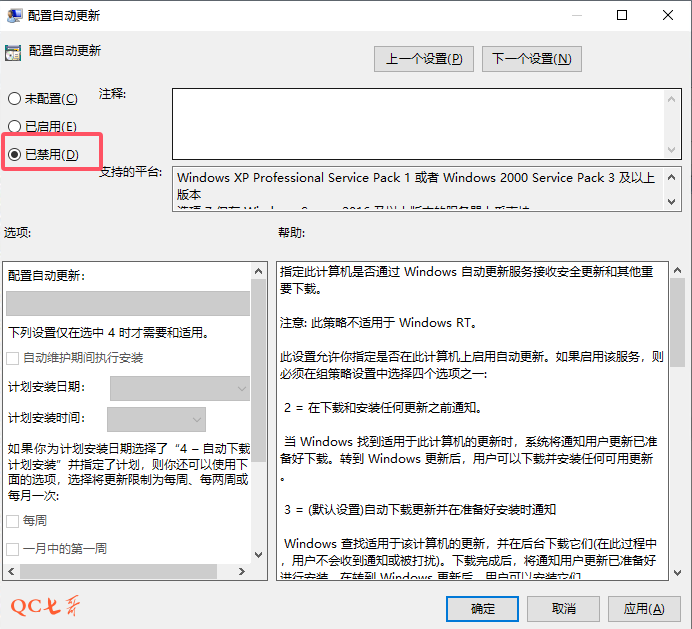 配置自动更新
配置自动更新
上一个设置(P)
下一个设置(N)
未配置(C)
注释:
已启用(E)
已禁用(D)
支持的平台:
Windows XP Professional Service Pack 1 或者 Windows 2000 Service Pack 3 及以上
版本
选项:
帮助:
配置自动更新:
下列设置仅在选中 4 时才需要和适用。
自动维护期间执行安装
计划安装日期:
计划安装时间:
如果你为计划安装日期选择了“4 – 自动下载
计划安装”并指定了计划，则你还可以使用下
面的选项，选择将更新限制为每周、每两周或
每月一次:
每周
一月中的第一周
指定此计算机是否通过 Windows 自动更新服务接收安全更新和其他重
要下载。
注意: 此策略不适用于 Windows RT。
此设置允许你指定是否在此计算机上启用自动更新。如果启用该服务，则
必须在组策略设置中选择四个选项之一:
2 = 在下载和安装任何更新之前通知。
当 Windows 找到适用于此计算机的更新时，系统将通知用户更新已准
备好下载。转到 Windows 更新后，用户可以下载并安装任何可用更新
。
3 = (默认设置)自动下载更新并在准备好安装时通知
Windows 查找适用于该计算机的更新，并在后台下载它们(在此过程中
，用户不会收到通知或被打扰)。下载完成后，将通知用户更新已准备好
进行安装。在转到 Windows 更新后，用户可以安装它们
QC七哥
确定
取消
应用(A)